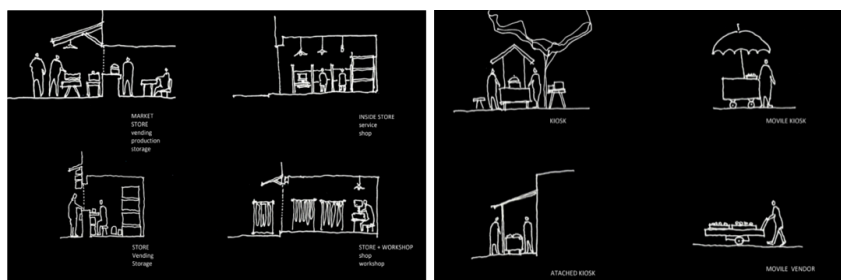 MARKET
STORE
vending
production
storage
INSIDE STORE
service
shop
STORE
Vending
Storage
STORE + WORKSHOP
shop
workshop
KIOSK
MOVILE KIOSK
ATACHED KIOSK
MOVILE VENDOR